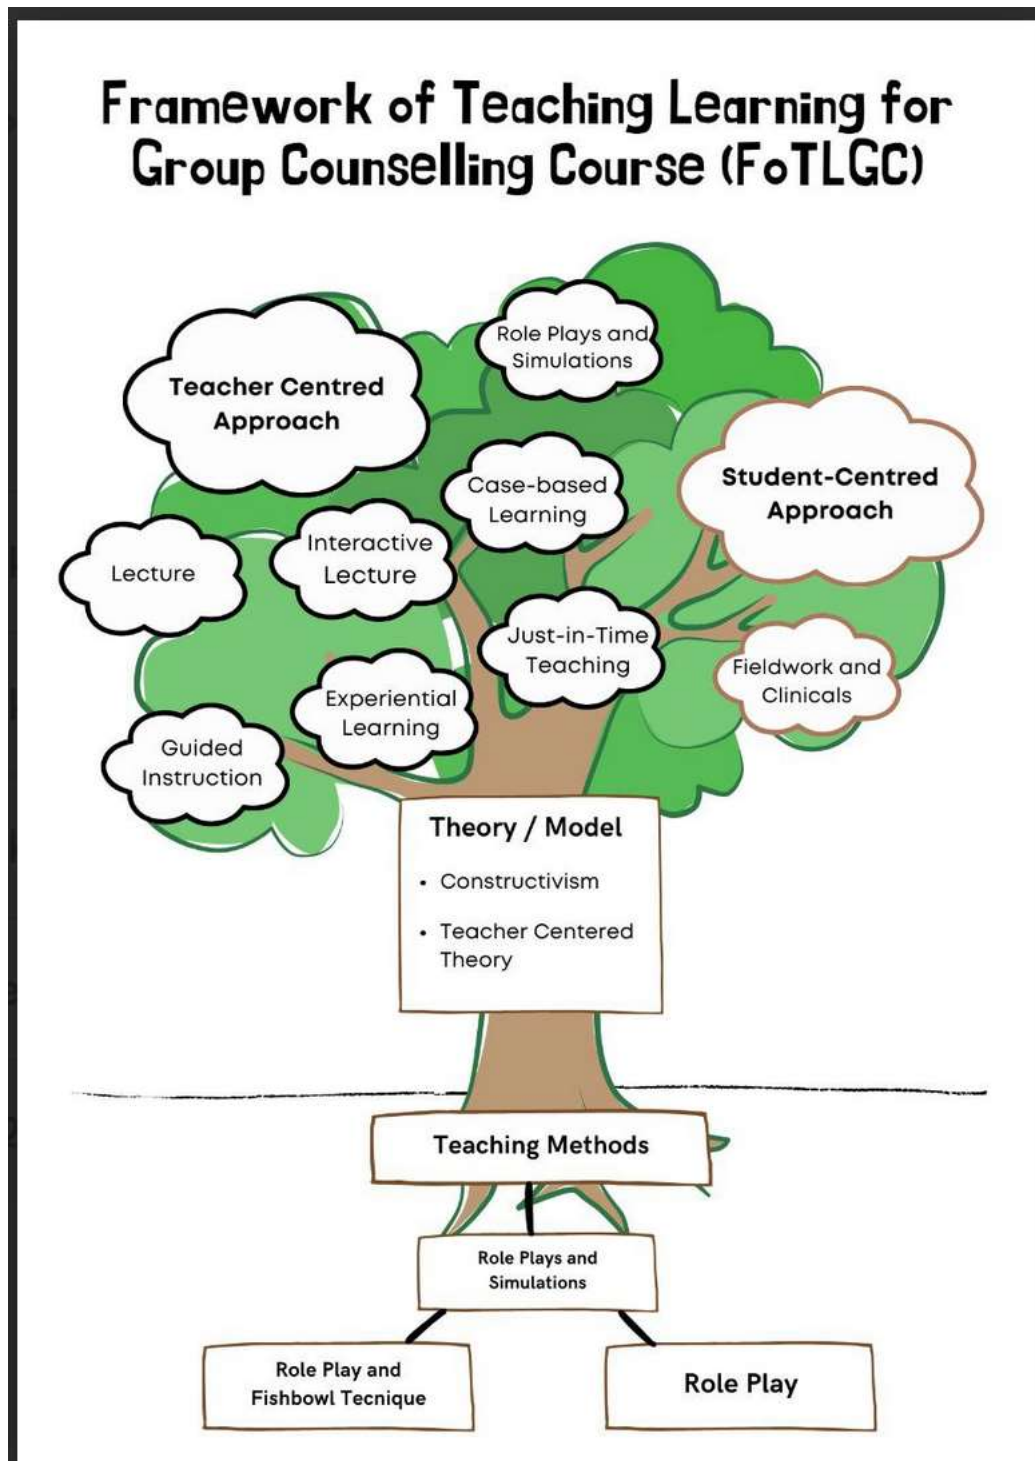 Framework of Teaching Learning for
Group Counselling Course (FoTLGC)
Role Plays and
Simulations
Teacher Centred
Approach
Student-Centred
Approach
Case-based
Learning
Interactive
Lecture
Lecture
Just-in-Time
Teaching
Fieldwork and
Clinicals
Experiential
Learning
Guided
Instruction
Theory / Model
• Constructivism
• Teacher Centered
Theory
Teaching Methods
Role Plays and
Simulations
Role Play and
Fishbowl Tecnique
Role Play